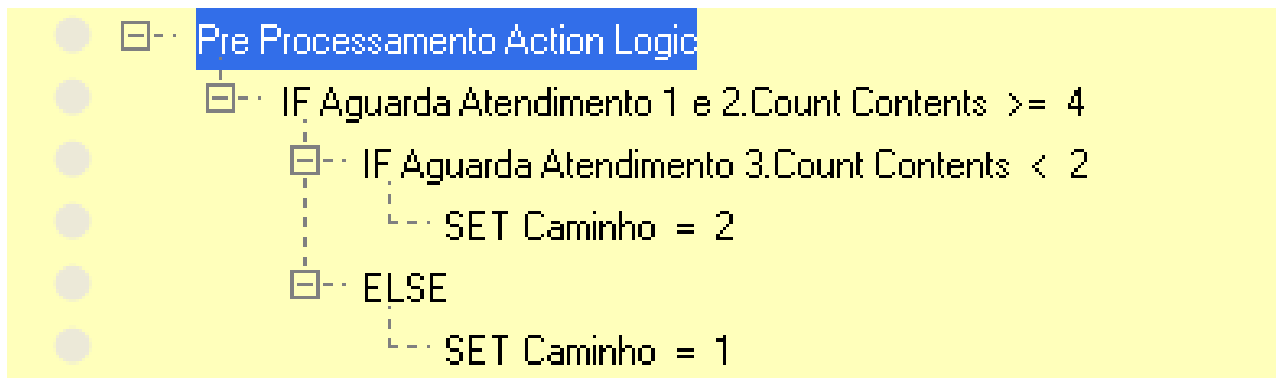 Pre Processamento Action Logic
IF Aguarda Atendimento 1 e 2.Count Contents >= 4
IF Aguarda Atendimento 3.Count Contents < 2
SET Caminho = 2
ELSE
SET Caminho = 1